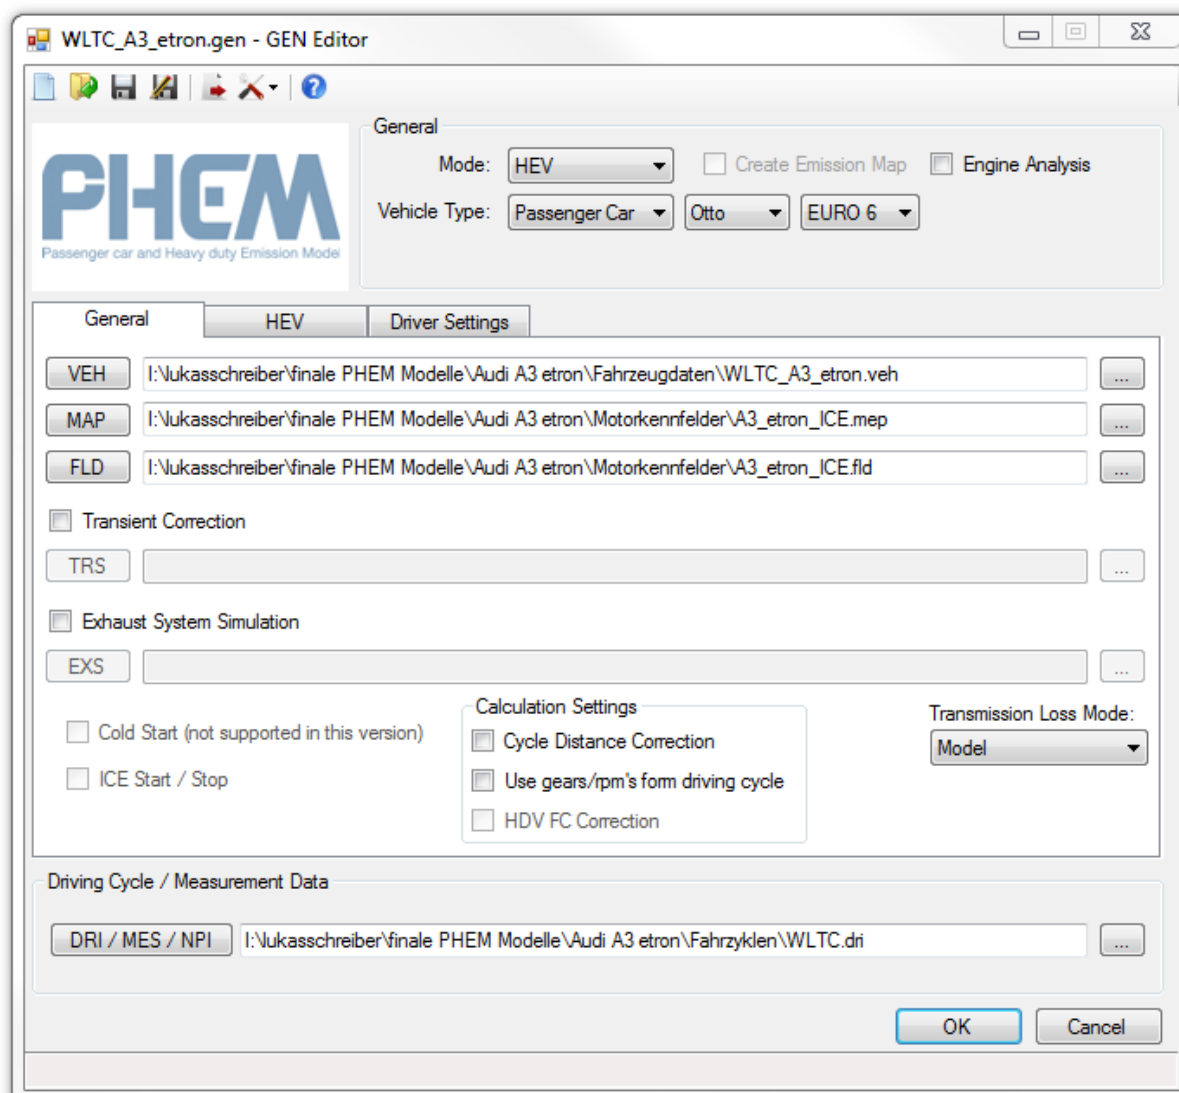 WLTC_A3_etron.gen - GEN Editor
PHEM
Passenger car and Heavy duty Emission Model
General
Mode: HEV Create Emission Map Engine Analysis
Vehicle Type: Passenger Car Otto EURO 6
General HEV Driver Settings
VEH I:\lukasschreiber\finale PHEM Modelle\Audi A3 etron\Fahrzeugdaten\WLTC_A3_etron.veh ...
MAP I:\lukasschreiber\finale PHEM Modelle\Audi A3 etron\Motorkennfelder\A3_etron_ICE.mep ...
FLD I:\lukasschreiber\finale PHEM Modelle\Audi A3 etron\Motorkennfelder\A3_etron_ICE.fld ...
Transient Correction
TRS ...
Exhaust System Simulation
EXS ...
Cold Start (not supported in this version)
ICE Start / Stop
Calculation Settings
Cycle Distance Correction
Use gears/rpm's form driving cycle
HDV FC Correction
Transmission Loss Mode:
Model
Driving Cycle / Measurement Data
DRI / MES / NPI I:\lukasschreiber\finale PHEM Modelle\Audi A3 etron\Fahrzyklen\WLTC.dri ...
OK Cancel